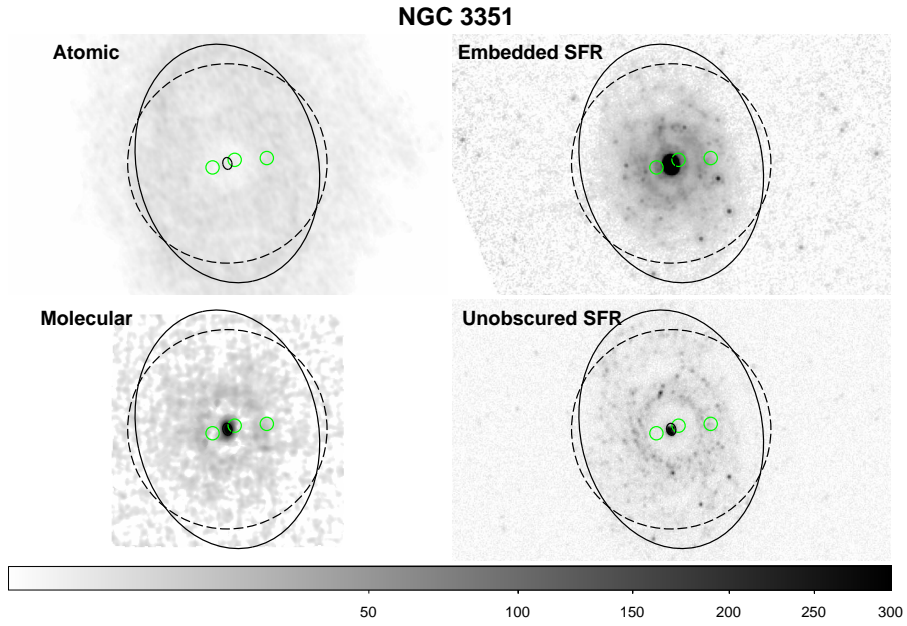 NGC 3351
Atomic
Embedded SFR
Molecular
Unobscured SFR
50 100 150 200 250 300